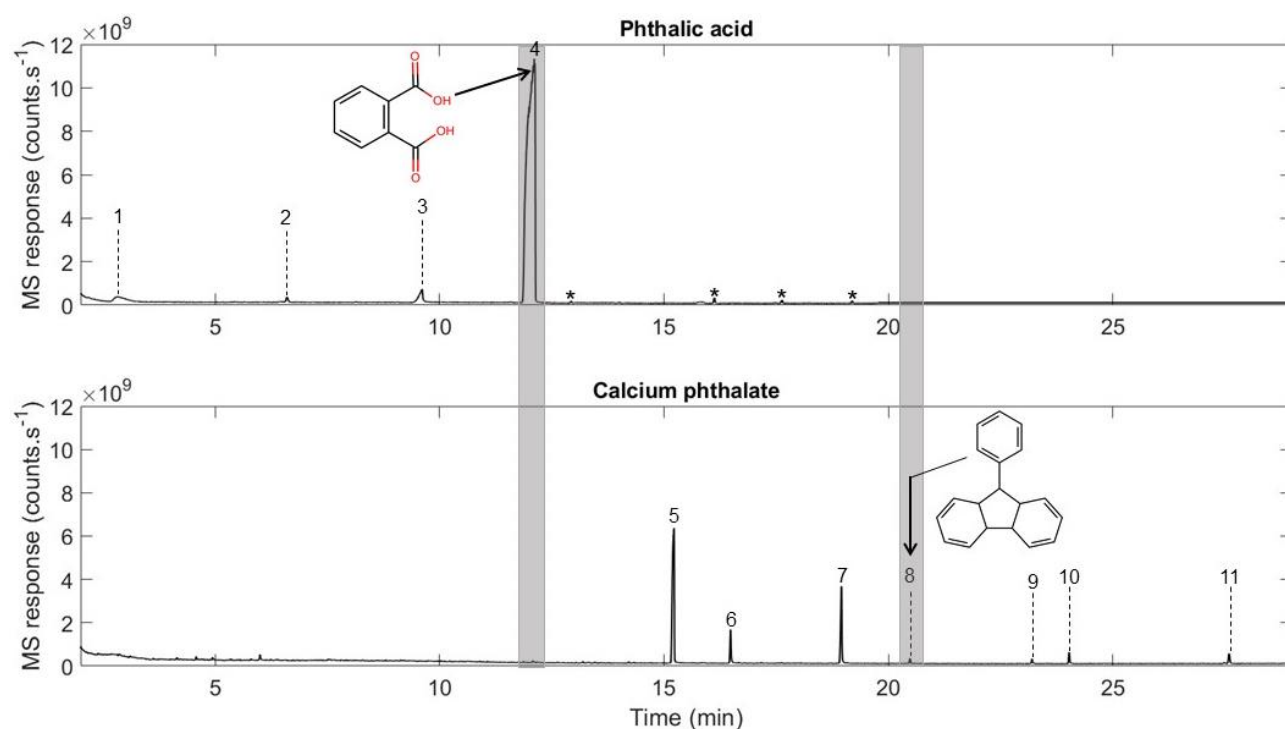 Phthalic acid
×10⁹
MS response (counts.s⁻¹)
12
10
8
6
4
2
0
1
2
3
4
O
OH
OH
O
* * * *
5 10 15 20 25
Calcium phthalate
×10⁹
MS response (counts.s⁻¹)
12
10
8
6
4
2
0
5
6
7
8
9
10
11
5 10 15 20 25
Time (min)